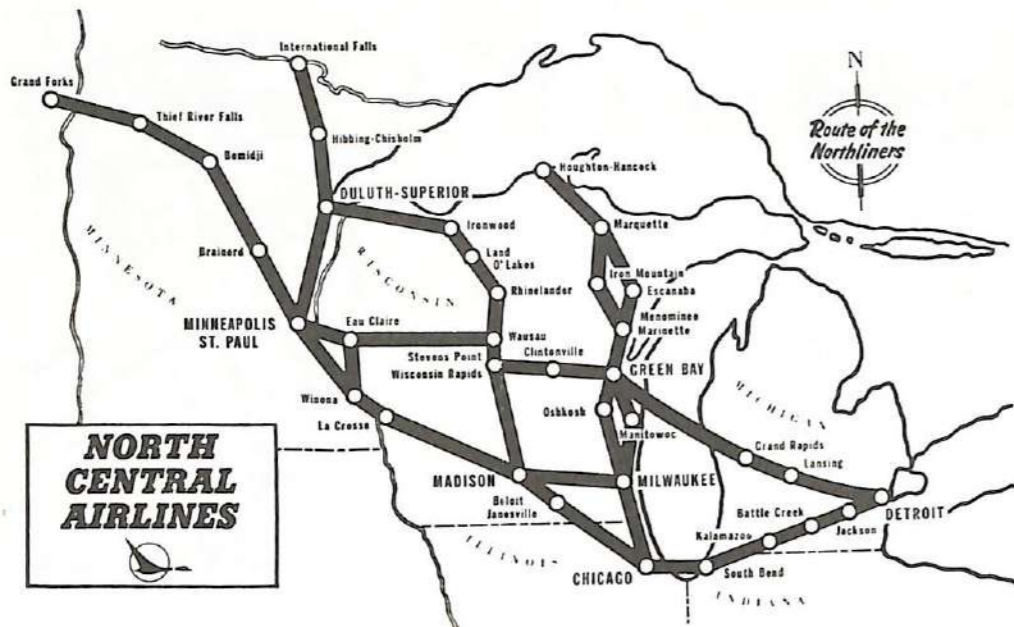 International Falls
Grand Forks
Thief River Falls
Bemidji
Hibbing-Chisholm
DULUTH-SUPERIOR
Houghton-Hancock
N
Route of the
Northliners
Ironwood
Land
O'Lakes
Marquette
Brainerd
MINNESOTA
WISCONSIN
Rhinelander
Iron Mountain
Escanaba
Menominee
Marinette
MINNEAPOLIS
ST. PAUL
Eau Claire
Wausau
Stevens Point
Wisconsin Rapids
Clintonville
GREEN BAY
MICHIGAN
Winona
La Crosse
Oshkosh
Manitowoc
Grand Rapids
Lansing
NORTH
CENTRAL
AIRLINES
MADISON
MILWAUKEE
Beloit
Janesville
DETROIT
Battle Creek
Jackson
Kalamazoo
ILLINOIS
CHICAGO
South Bend
INDIANA